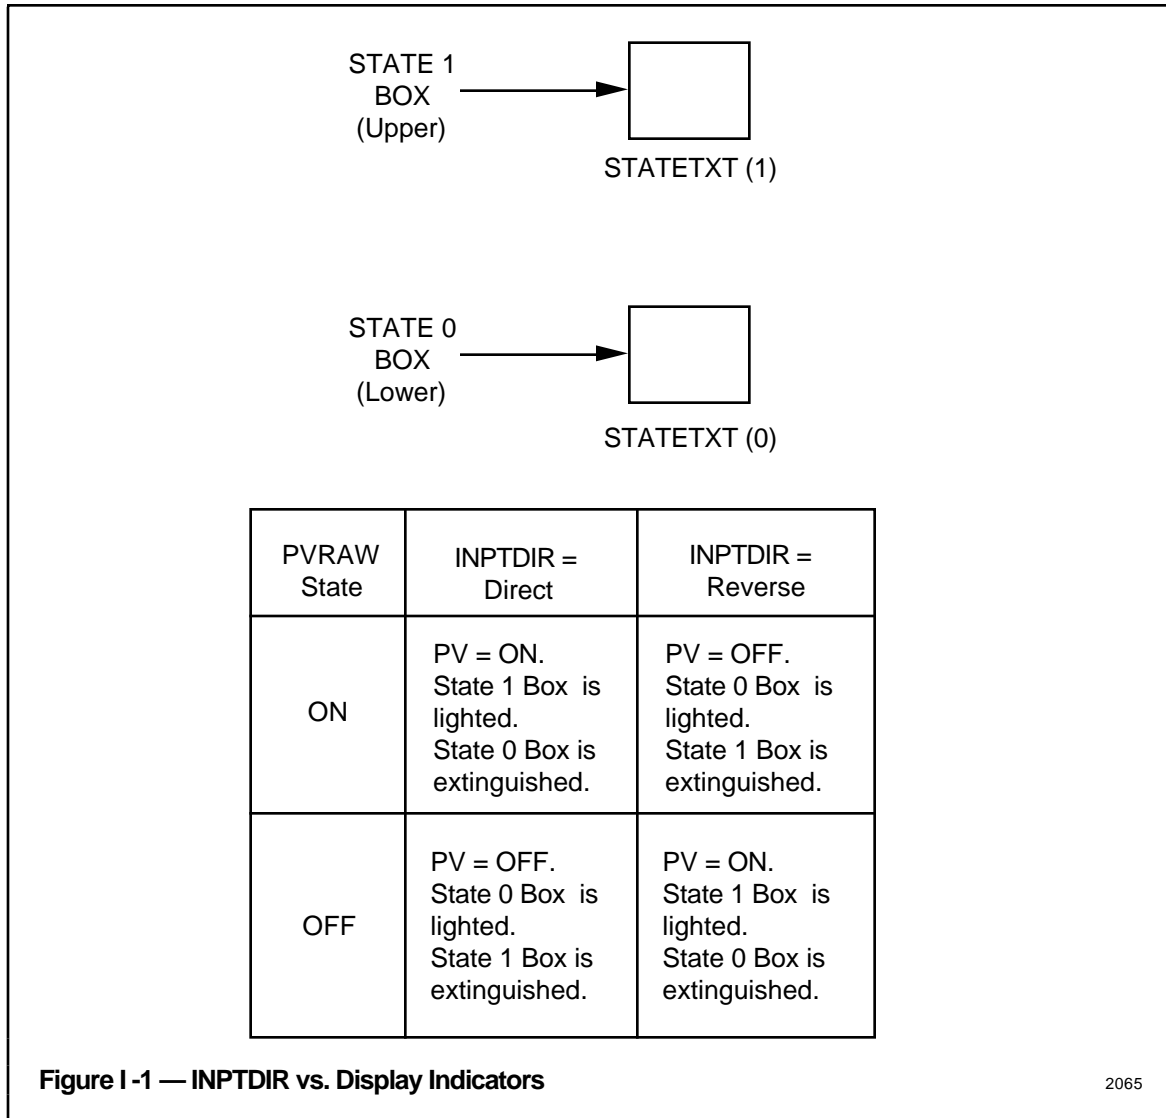 STATE 1
BOX
(Upper)
STATETXT (1)
STATE 0
BOX
(Lower)
STATETXT (0)
PVRAW
State
INPTDIR =
Direct
INPTDIR =
Reverse
ON
PV = ON.
State 1 Box is
lighted.
State 0 Box is
extinguished.
PV = OFF.
State 0 Box is
lighted.
State 1 Box is
extinguished.
OFF
PV = OFF.
State 0 Box is
lighted.
State 1 Box is
extinguished.
PV = ON.
State 1 Box is
lighted.
State 0 Box is
extinguished.
Figure I -1 — INPTDIR vs. Display Indicators
2065